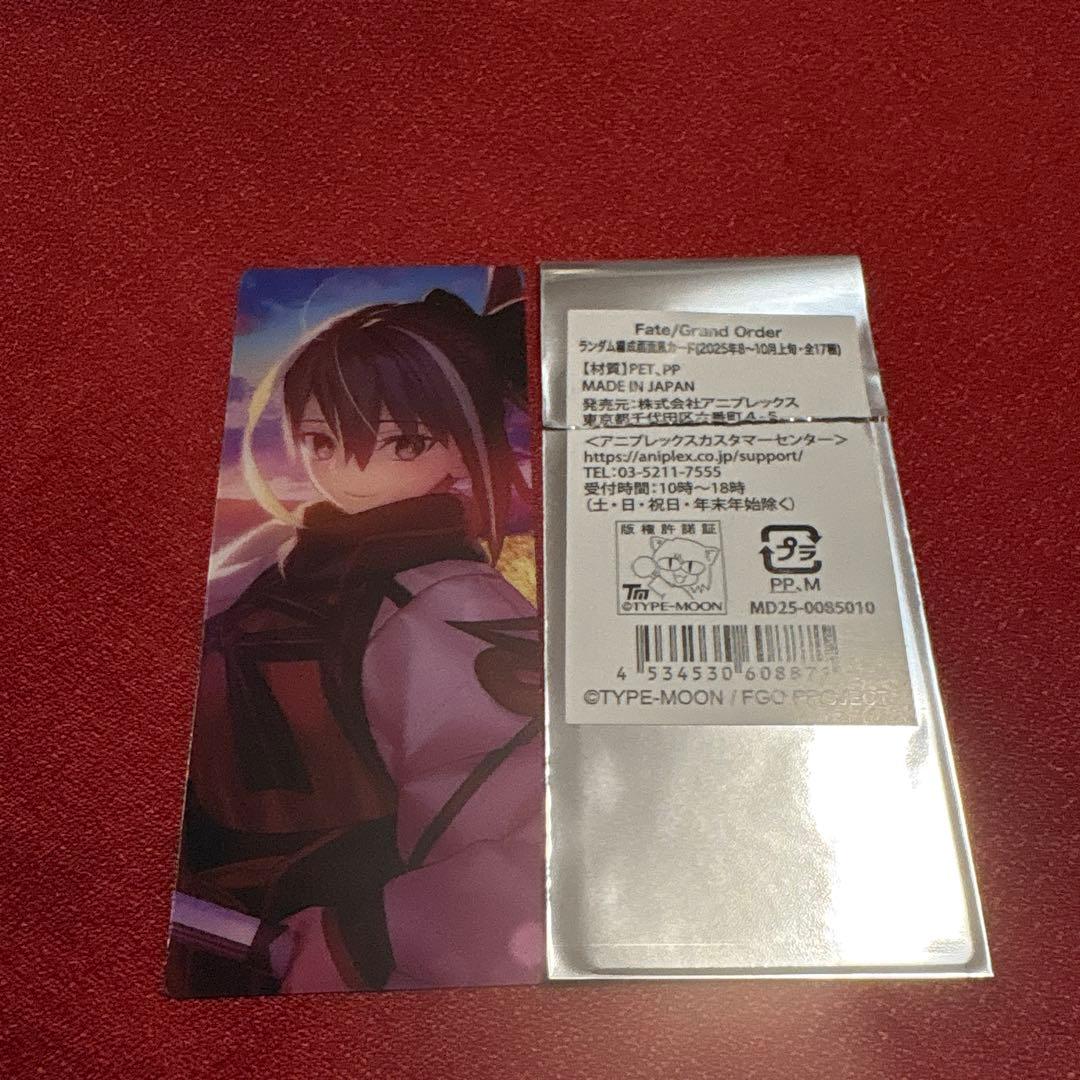 Fate/Grand Order
ランダム編成画面風カード(2025年8～10月上旬・全17種)
【材質】PET、PP
MADE IN JAPAN
発売元：株式会社アニプレックス
東京都千代田区六番町4-5
＜アニプレックスカスタマーセンター＞
https://aniplex.co.jp/support/
TEL：03-5211-7555
受付時間：10時～18時
（土・日・祝日・年末年始除く）
版権許諾証
TM
©TYPE-MOON
プラ
PP、M
MD25-0085010
4 534530 608871
©TYPE-MOON / FGO PROJECT